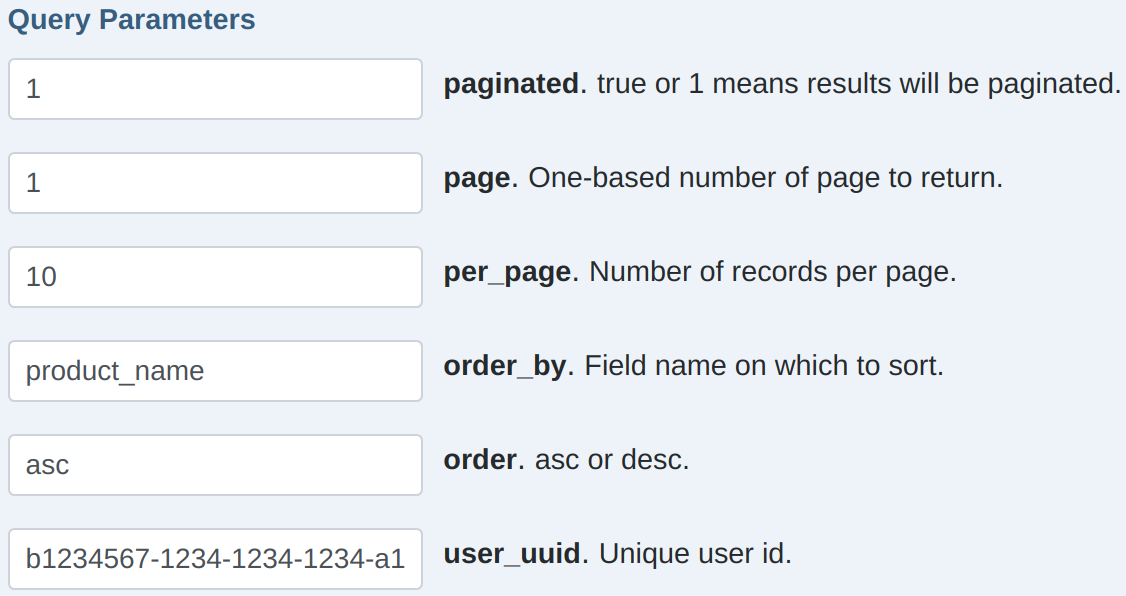 Query Parameters
1 paginated. true or 1 means results will be paginated.
1 page. One-based number of page to return.
10 per_page. Number of records per page.
product_name order_by. Field name on which to sort.
asc order. asc or desc.
b1234567-1234-1234-1234-a1 user_uuid. Unique user id.